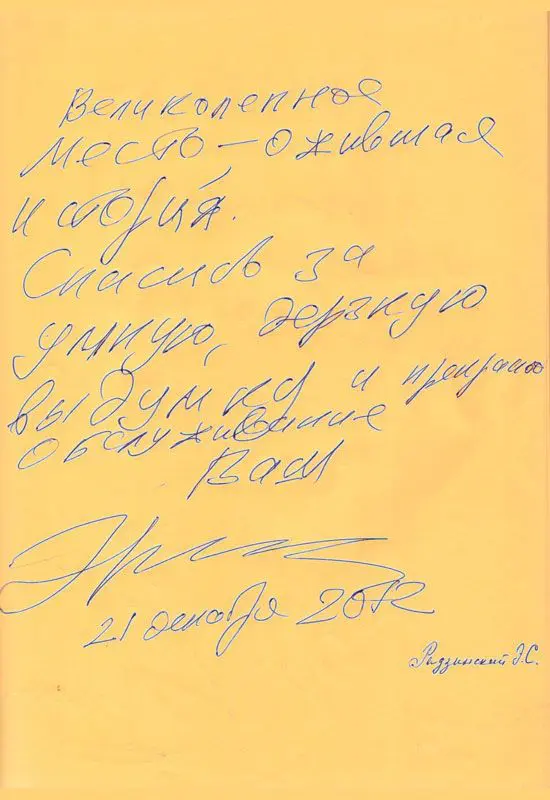 Великолепное
место – ожившая
история.
Спасибо за
умную, дерзкую
выдумку и прекрасное
обслуживание
Ваш
21 декабря 2012
Радзинский Э.С.